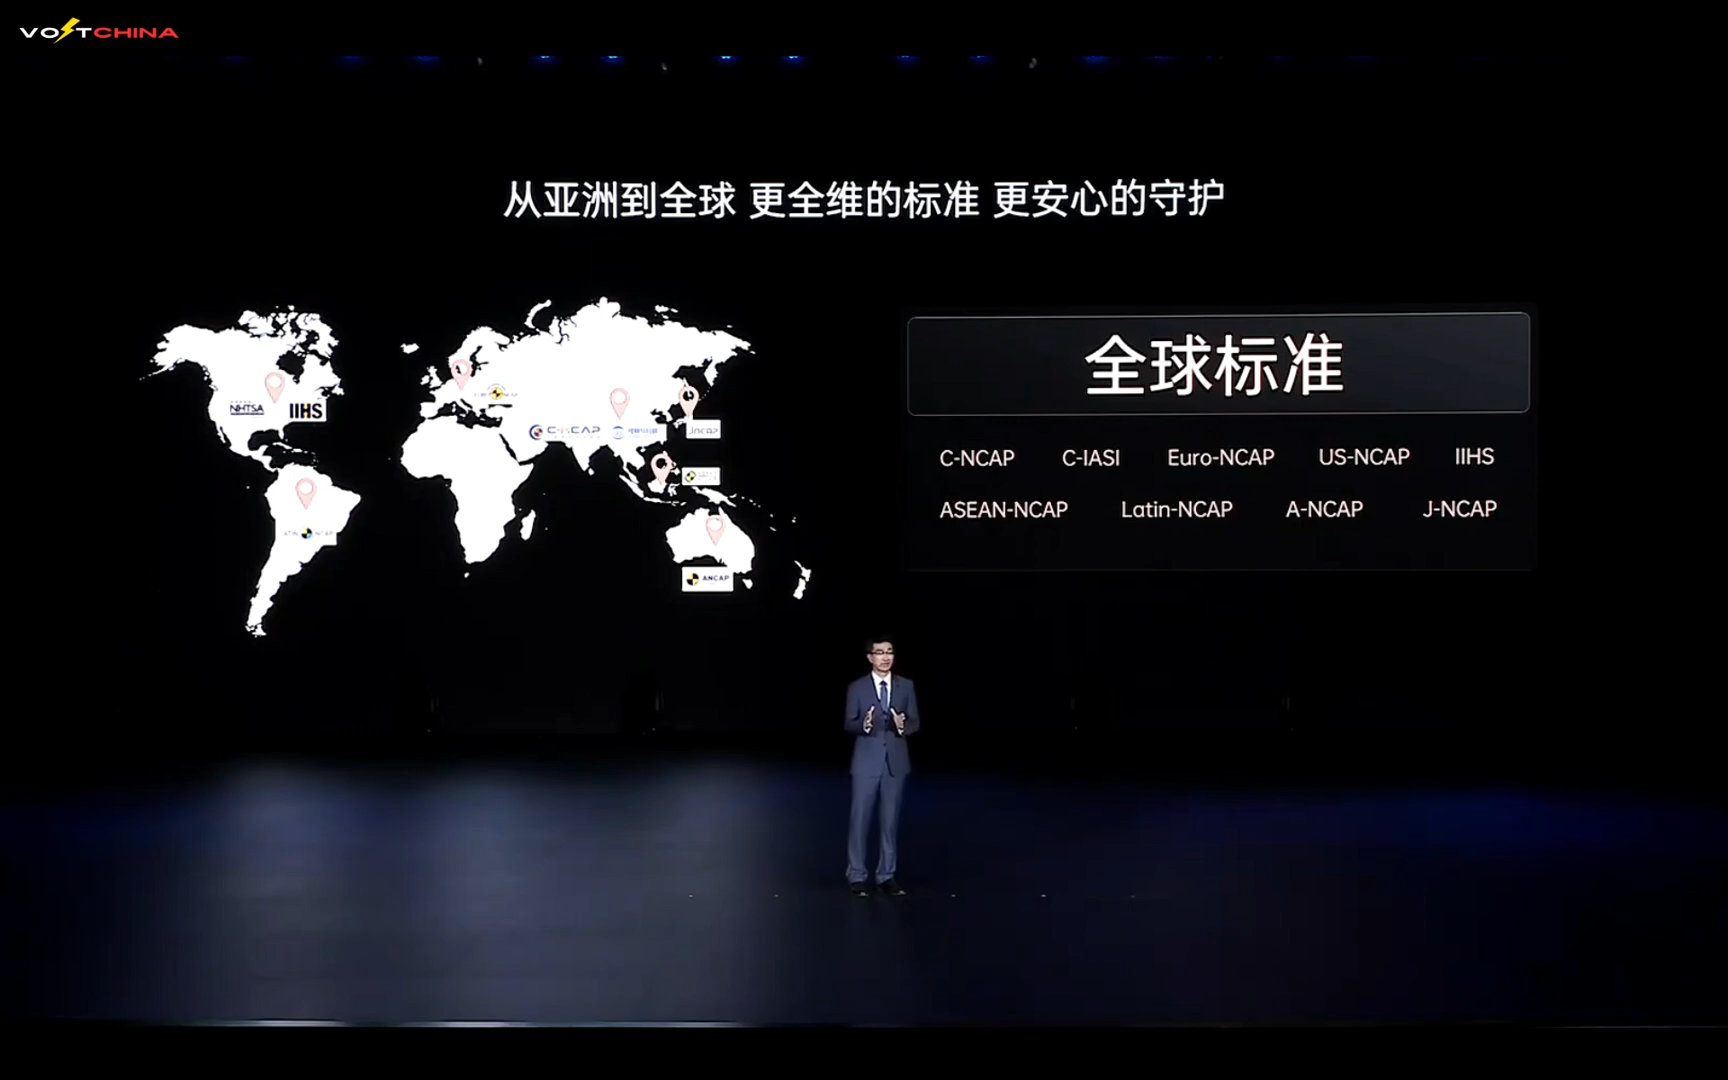 VOLTCHINA
从亚洲到全球 更全维的标准 更安心的守护
全球标准
C-NCAP C-IASI Euro-NCAP US-NCAP IIHS
ASEAN-NCAP Latin-NCAP A-NCAP J-NCAP
NHTSA IIHS
ANCAP